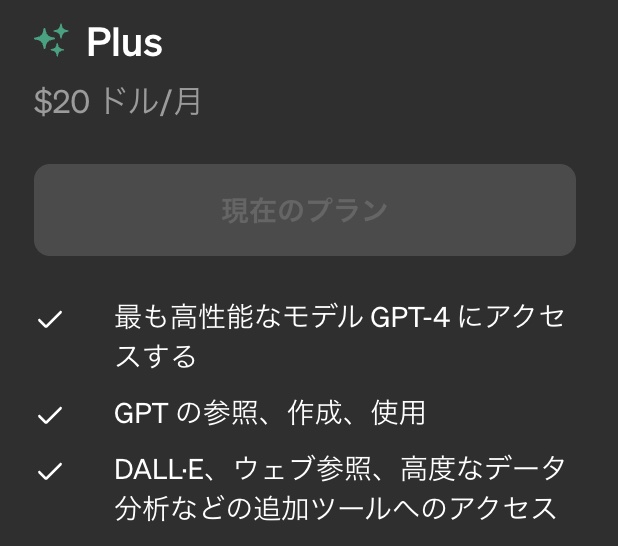 Plus
$20 ドル/月
現在のプラン
最も高性能なモデル GPT-4 にアクセ
スする
GPT の参照、作成、使用
DALL·E、ウェブ参照、高度なデータ
分析などの追加ツールへのアクセス